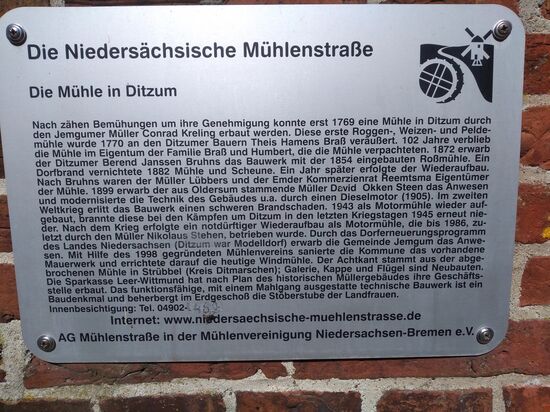 Die Niedersächsische Mühlenstraße
Die Mühle in Ditzum
Nach zähen Bemühungen um ihre Genehmigung konnte erst 1769 eine Mühle in Ditzum durch
den Jemgumer Müller Conrad Kreling erbaut werden. Diese erste Roggen-, Weizen- und Pelde-
mühle wurde 1770 an den Ditzumer Bauern Theis Hamens Braß veräußert. 102 Jahre verblieb
die Mühle im Eigentum der Familie Braß und Humbert, die die Mühle verpachteten. 1872 erwarb
der Ditzumer Berend Janssen Bruhns das Bauwerk mit der 1854 eingebauten Roßmühle. Ein
Dorfbrand vernichtete 1882 Mühle und Scheune. Ein Jahr später erfolgte der Wiederaufbau.
Nach Bruhns waren der Müller Lübbers und der Emder Kommerzienrat Reemtsma Eigentümer
der Mühle. 1899 erwarb der aus Oldersum stammende Müller David Okken Steen das Anwesen
und modernisierte die Technik des Gebäudes u.a. durch einen Dieselmotor (1905). Im zweiten
Weltkrieg erlitt das Bauwerk einen schweren Brandschaden. 1943 als Motormühle wieder auf-
gebaut, brannte diese bei den Kämpfen um Ditzum in den letzten Kriegstagen 1945 erneut nie-
der. Nach dem Krieg erfolgte ein notdürftiger Wiederaufbau als Motormühle, die bis 1986, zu-
letzt durch den Müller Nikolaus Stehen, betrieben wurde. Durch das Dorferneuerungsprogramm
des Landes Niedersachsen (Ditzum war Modelldorf) erwarb die Gemeinde Jemgum das Anwe-
sen. Mit Hilfe des 1998 gegründeten Mühlenvereins sanierte die Kommune das vorhandene
Mauerwerk und errichtete darauf die heutige Windmühle. Der Achtkant stammt aus der abge-
brochenen Mühle in Strübbel (Kreis Ditmarschen); Galerie, Kappe und Flügel sind Neubauten.
Die Sparkasse Leer-Wittmund hat nach Plan des historischen Müllergebäudes ihre Geschäfts-
stelle erbaut. Das funktionsfähige, mit einem Mahlgang ausgestattete technische Bauwerk ist ein
Baudenkmal und beherbergt im Erdgeschoß die Stöberstube der Landfrauen.
Innenbesichtigung: Tel. 04902-
Internet: www.niedersaechsische-muehlenstrasse.de
AG Mühlenstraße in der Mühlenvereinigung Niedersachsen-Bremen e.V.